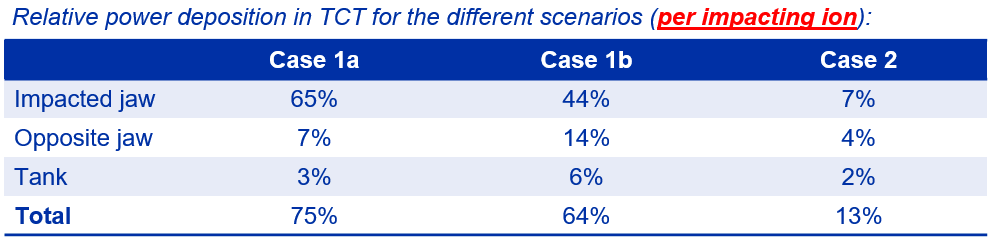 Relative power deposition in TCT for the different scenarios (per impacting ion):
Case 1a Case 1b Case 2
Impacted jaw 65% 44% 7%
Opposite jaw 7% 14% 4%
Tank 3% 6% 2%
Total 75% 64% 13%